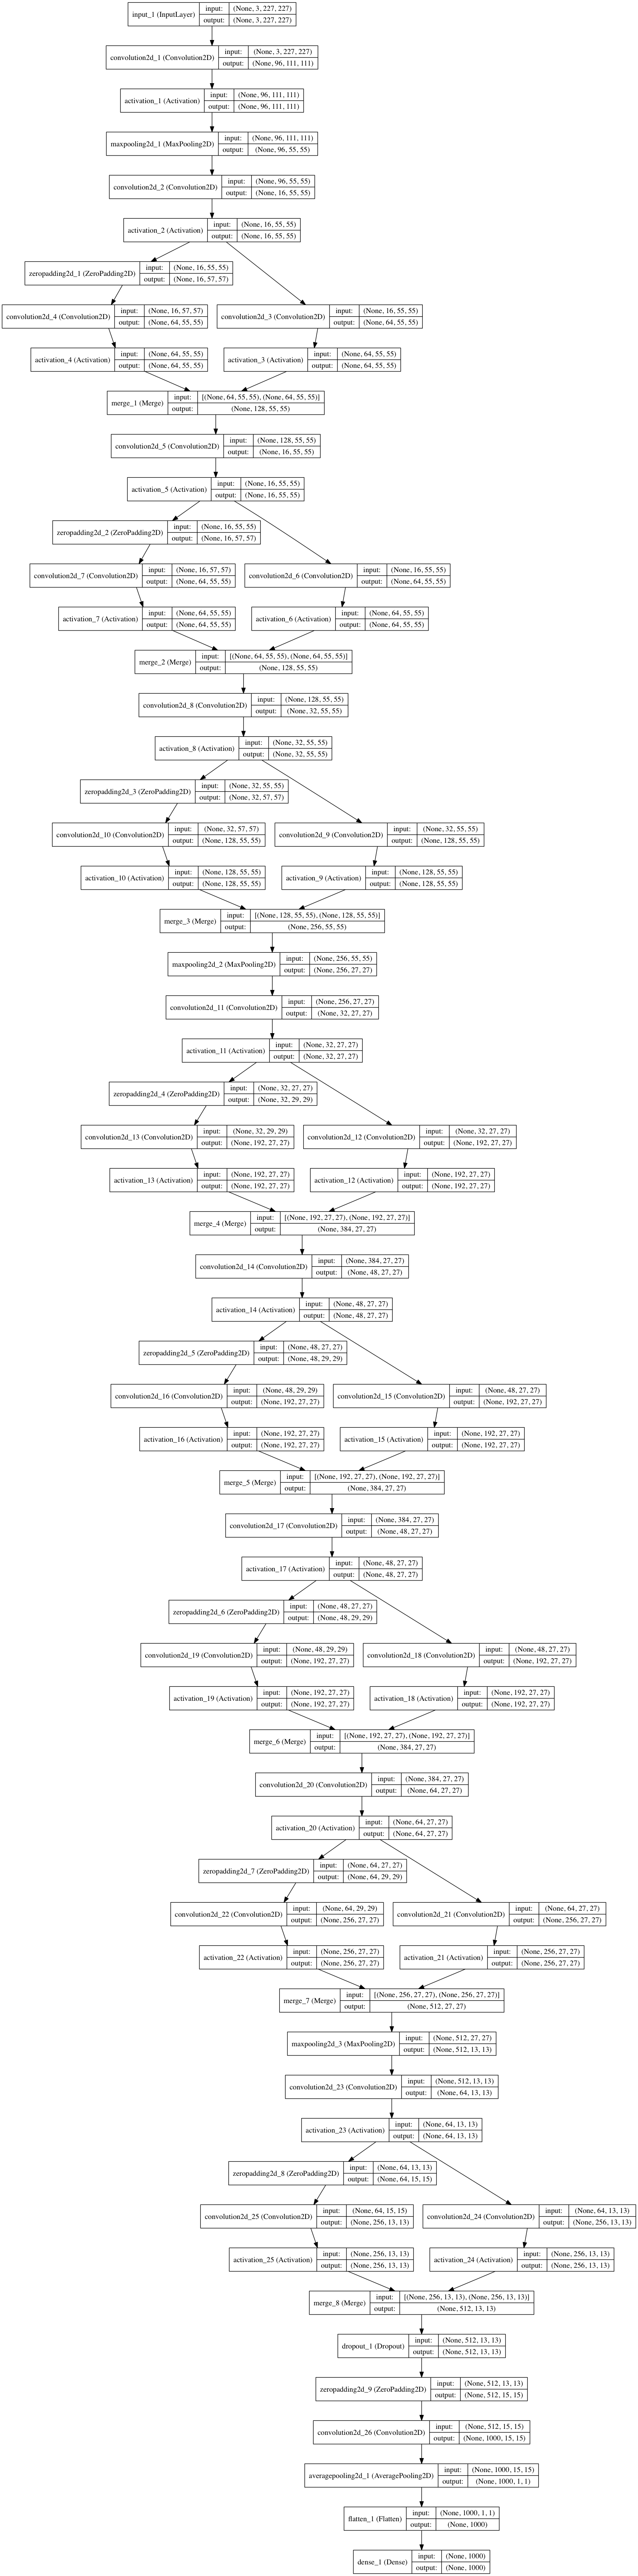 input_1 (InputLayer) input: (None, 3, 227, 227)
output: (None, 3, 227, 227)
convolution2d_1 (Convolution2D) input: (None, 3, 227, 227)
output: (None, 96, 111, 111)
activation_1 (Activation) input: (None, 96, 111, 111)
output: (None, 96, 111, 111)
maxpooling2d_1 (MaxPooling2D) input: (None, 96, 111, 111)
output: (None, 96, 55, 55)
convolution2d_2 (Convolution2D) input: (None, 96, 55, 55)
output: (None, 16, 55, 55)
activation_2 (Activation) input: (None, 16, 55, 55)
output: (None, 16, 55, 55)
zeropadding2d_1 (ZeroPadding2D) input: (None, 16, 55, 55)
output: (None, 16, 57, 57)
convolution2d_4 (Convolution2D) input: (None, 16, 57, 57)
output: (None, 64, 55, 55)
convolution2d_3 (Convolution2D) input: (None, 16, 55, 55)
output: (None, 64, 55, 55)
activation_4 (Activation) input: (None, 64, 55, 55)
output: (None, 64, 55, 55)
activation_3 (Activation) input: (None, 64, 55, 55)
output: (None, 64, 55, 55)
merge_1 (Merge) input: [(None, 64, 55, 55), (None, 64, 55, 55)]
output: (None, 128, 55, 55)
convolution2d_5 (Convolution2D) input: (None, 128, 55, 55)
output: (None, 16, 55, 55)
activation_5 (Activation) input: (None, 16, 55, 55)
output: (None, 16, 55, 55)
zeropadding2d_2 (ZeroPadding2D) input: (None, 16, 55, 55)
output: (None, 16, 57, 57)
convolution2d_7 (Convolution2D) input: (None, 16, 57, 57)
output: (None, 64, 55, 55)
convolution2d_6 (Convolution2D) input: (None, 16, 55, 55)
output: (None, 64, 55, 55)
activation_7 (Activation) input: (None, 64, 55, 55)
output: (None, 64, 55, 55)
activation_6 (Activation) input: (None, 64, 55, 55)
output: (None, 64, 55, 55)
merge_2 (Merge) input: [(None, 64, 55, 55), (None, 64, 55, 55)]
output: (None, 128, 55, 55)
convolution2d_8 (Convolution2D) input: (None, 128, 55, 55)
output: (None, 32, 55, 55)
activation_8 (Activation) input: (None, 32, 55, 55)
output: (None, 32, 55, 55)
zeropadding2d_3 (ZeroPadding2D) input: (None, 32, 55, 55)
output: (None, 32, 57, 57)
convolution2d_10 (Convolution2D) input: (None, 32, 57, 57)
output: (None, 128, 55, 55)
convolution2d_9 (Convolution2D) input: (None, 32, 55, 55)
output: (None, 128, 55, 55)
activation_10 (Activation) input: (None, 128, 55, 55)
output: (None, 128, 55, 55)
activation_9 (Activation) input: (None, 128, 55, 55)
output: (None, 128, 55, 55)
merge_3 (Merge) input: [(None, 128, 55, 55), (None, 128, 55, 55)]
output: (None, 256, 55, 55)
maxpooling2d_2 (MaxPooling2D) input: (None, 256, 55, 55)
output: (None, 256, 27, 27)
convolution2d_11 (Convolution2D) input: (None, 256, 27, 27)
output: (None, 32, 27, 27)
activation_11 (Activation) input: (None, 32, 27, 27)
output: (None, 32, 27, 27)
zeropadding2d_4 (ZeroPadding2D) input: (None, 32, 27, 27)
output: (None, 32, 29, 29)
convolution2d_13 (Convolution2D) input: (None, 32, 29, 29)
output: (None, 192, 27, 27)
convolution2d_12 (Convolution2D) input: (None, 32, 27, 27)
output: (None, 192, 27, 27)
activation_13 (Activation) input: (None, 192, 27, 27)
output: (None, 192, 27, 27)
activation_12 (Activation) input: (None, 192, 27, 27)
output: (None, 192, 27, 27)
merge_4 (Merge) input: [(None, 192, 27, 27), (None, 192, 27, 27)]
output: (None, 384, 27, 27)
convolution2d_14 (Convolution2D) input: (None, 384, 27, 27)
output: (None, 48, 27, 27)
activation_14 (Activation) input: (None, 48, 27, 27)
output: (None, 48, 27, 27)
zeropadding2d_5 (ZeroPadding2D) input: (None, 48, 27, 27)
output: (None, 48, 29, 29)
convolution2d_16 (Convolution2D) input: (None, 48, 29, 29)
output: (None, 192, 27, 27)
convolution2d_15 (Convolution2D) input: (None, 48, 27, 27)
output: (None, 192, 27, 27)
activation_16 (Activation) input: (None, 192, 27, 27)
output: (None, 192, 27, 27)
activation_15 (Activation) input: (None, 192, 27, 27)
output: (None, 192, 27, 27)
merge_5 (Merge) input: [(None, 192, 27, 27), (None, 192, 27, 27)]
output: (None, 384, 27, 27)
convolution2d_17 (Convolution2D) input: (None, 384, 27, 27)
output: (None, 48, 27, 27)
activation_17 (Activation) input: (None, 48, 27, 27)
output: (None, 48, 27, 27)
zeropadding2d_6 (ZeroPadding2D) input: (None, 48, 27, 27)
output: (None, 48, 29, 29)
convolution2d_19 (Convolution2D) input: (None, 48, 29, 29)
output: (None, 192, 27, 27)
convolution2d_18 (Convolution2D) input: (None, 48, 27, 27)
output: (None, 192, 27, 27)
activation_19 (Activation) input: (None, 192, 27, 27)
output: (None, 192, 27, 27)
activation_18 (Activation) input: (None, 192, 27, 27)
output: (None, 192, 27, 27)
merge_6 (Merge) input: [(None, 192, 27, 27), (None, 192, 27, 27)]
output: (None, 384, 27, 27)
convolution2d_20 (Convolution2D) input: (None, 384, 27, 27)
output: (None, 64, 27, 27)
activation_20 (Activation) input: (None, 64, 27, 27)
output: (None, 64, 27, 27)
zeropadding2d_7 (ZeroPadding2D) input: (None, 64, 27, 27)
output: (None, 64, 29, 29)
convolution2d_22 (Convolution2D) input: (None, 64, 29, 29)
output: (None, 256, 27, 27)
convolution2d_21 (Convolution2D) input: (None, 64, 27, 27)
output: (None, 256, 27, 27)
activation_22 (Activation) input: (None, 256, 27, 27)
output: (None, 256, 27, 27)
activation_21 (Activation) input: (None, 256, 27, 27)
output: (None, 256, 27, 27)
merge_7 (Merge) input: [(None, 256, 27, 27), (None, 256, 27, 27)]
output: (None, 512, 27, 27)
maxpooling2d_3 (MaxPooling2D) input: (None, 512, 27, 27)
output: (None, 512, 13, 13)
convolution2d_23 (Convolution2D) input: (None, 512, 13, 13)
output: (None, 64, 13, 13)
activation_23 (Activation) input: (None, 64, 13, 13)
output: (None, 64, 13, 13)
zeropadding2d_8 (ZeroPadding2D) input: (None, 64, 13, 13)
output: (None, 64, 15, 15)
convolution2d_25 (Convolution2D) input: (None, 64, 15, 15)
output: (None, 256, 13, 13)
convolution2d_24 (Convolution2D) input: (None, 64, 13, 13)
output: (None, 256, 13, 13)
activation_25 (Activation) input: (None, 256, 13, 13)
output: (None, 256, 13, 13)
activation_24 (Activation) input: (None, 256, 13, 13)
output: (None, 256, 13, 13)
merge_8 (Merge) input: [(None, 256, 13, 13), (None, 256, 13, 13)]
output: (None, 512, 13, 13)
dropout_1 (Dropout) input: (None, 512, 13, 13)
output: (None, 512, 13, 13)
zeropadding2d_9 (ZeroPadding2D) input: (None, 512, 13, 13)
output: (None, 512, 15, 15)
convolution2d_26 (Convolution2D) input: (None, 512, 15, 15)
output: (None, 1000, 15, 15)
averagepooling2d_1 (AveragePooling2D) input: (None, 1000, 15, 15)
output: (None, 1000, 1, 1)
flatten_1 (Flatten) input: (None, 1000, 1, 1)
output: (None, 1000)
dense_1 (Dense) input: (None, 1000)
output: (None, 1000)